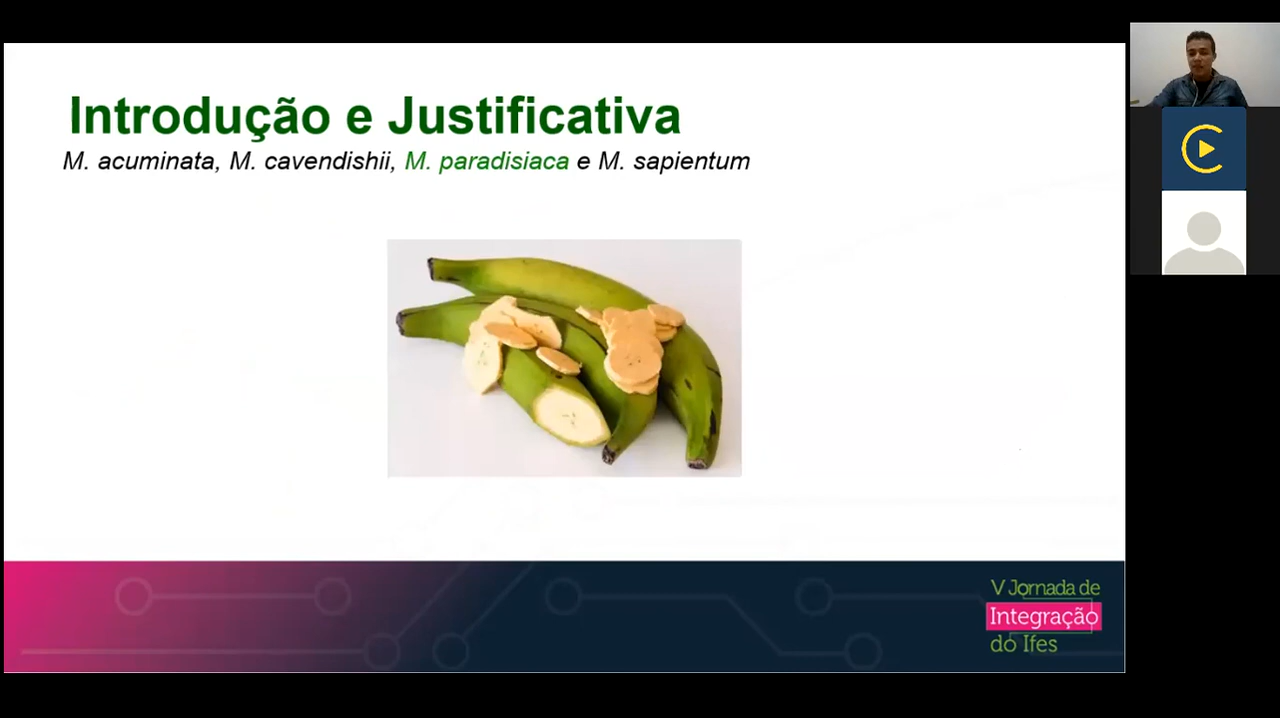 Introdução e Justificativa
M. acuminata, M. cavendishii, M. paradisiaca e M. sapientum
V Jornada de
Integração
do Ifes